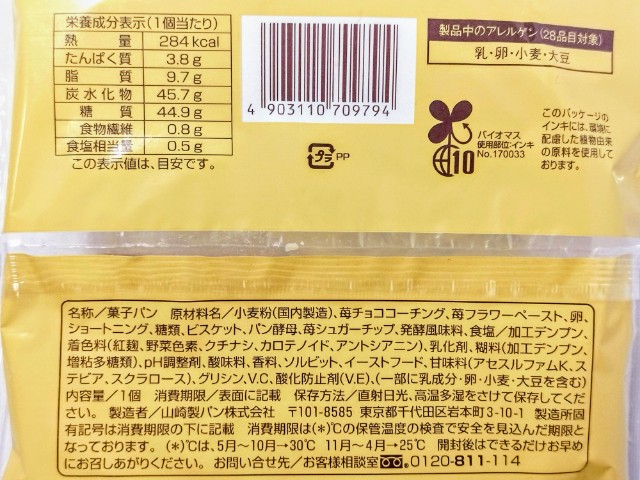 栄養成分表示(1個当たり)
熱量 284kcal
たんぱく質 3.8g
脂質 9.7g
炭水化物 45.7g
糖質 44.9g
食物繊維 0.8g
食塩相当量 0.5g
この表示値は、目安です。
4 903110 709794
プラ PP
製品中のアレルゲン(28品目対象)
乳・卵・小麦・大豆
10
バイオマス
使用部位:インキ
No.170033
このパッケージの
インキには、環境に
配慮した植物由来
の原料を使用して
おります。
名称/菓子パン 原材料名/小麦粉(国内製造)、苺チョココーチング、苺フラワーペースト、卵、
ショートニング、糖類、ビスケット、パン酵母、苺シュガーチップ、発酵風味料、食塩/加工デンプン、
着色料(紅麹、野菜色素、クチナシ、カロテノイド、アントシアニン)、乳化剤、糊料(加工デンプン、
増粘多糖類)、pH調整剤、酸味料、香料、ソルビット、イーストフード、甘味料(アセスルファムK、ス
テビア、スクラロース)、グリシン、V.C、酸化防止剤(V.E)、(一部に乳成分・卵・小麦・大豆を含む)
内容量/1個 消費期限/表面に記載 保存方法/直射日光、高温多湿をさけて保存してくだ
さい。 製造者/山崎製パン株式会社 〒101-8585 東京都千代田区岩本町3-10-1 製造所固
有記号は消費期限の下に記載 消費期限は(*)℃の保管温度の検査で安全を見込んだ期限と
なっております。 (*)℃は、5月～10月→30℃ 11月～4月→25℃ 開封後はできるだけお早め
にお召しあがりください。 お問い合せ先/お客様相談室 0120-811-114